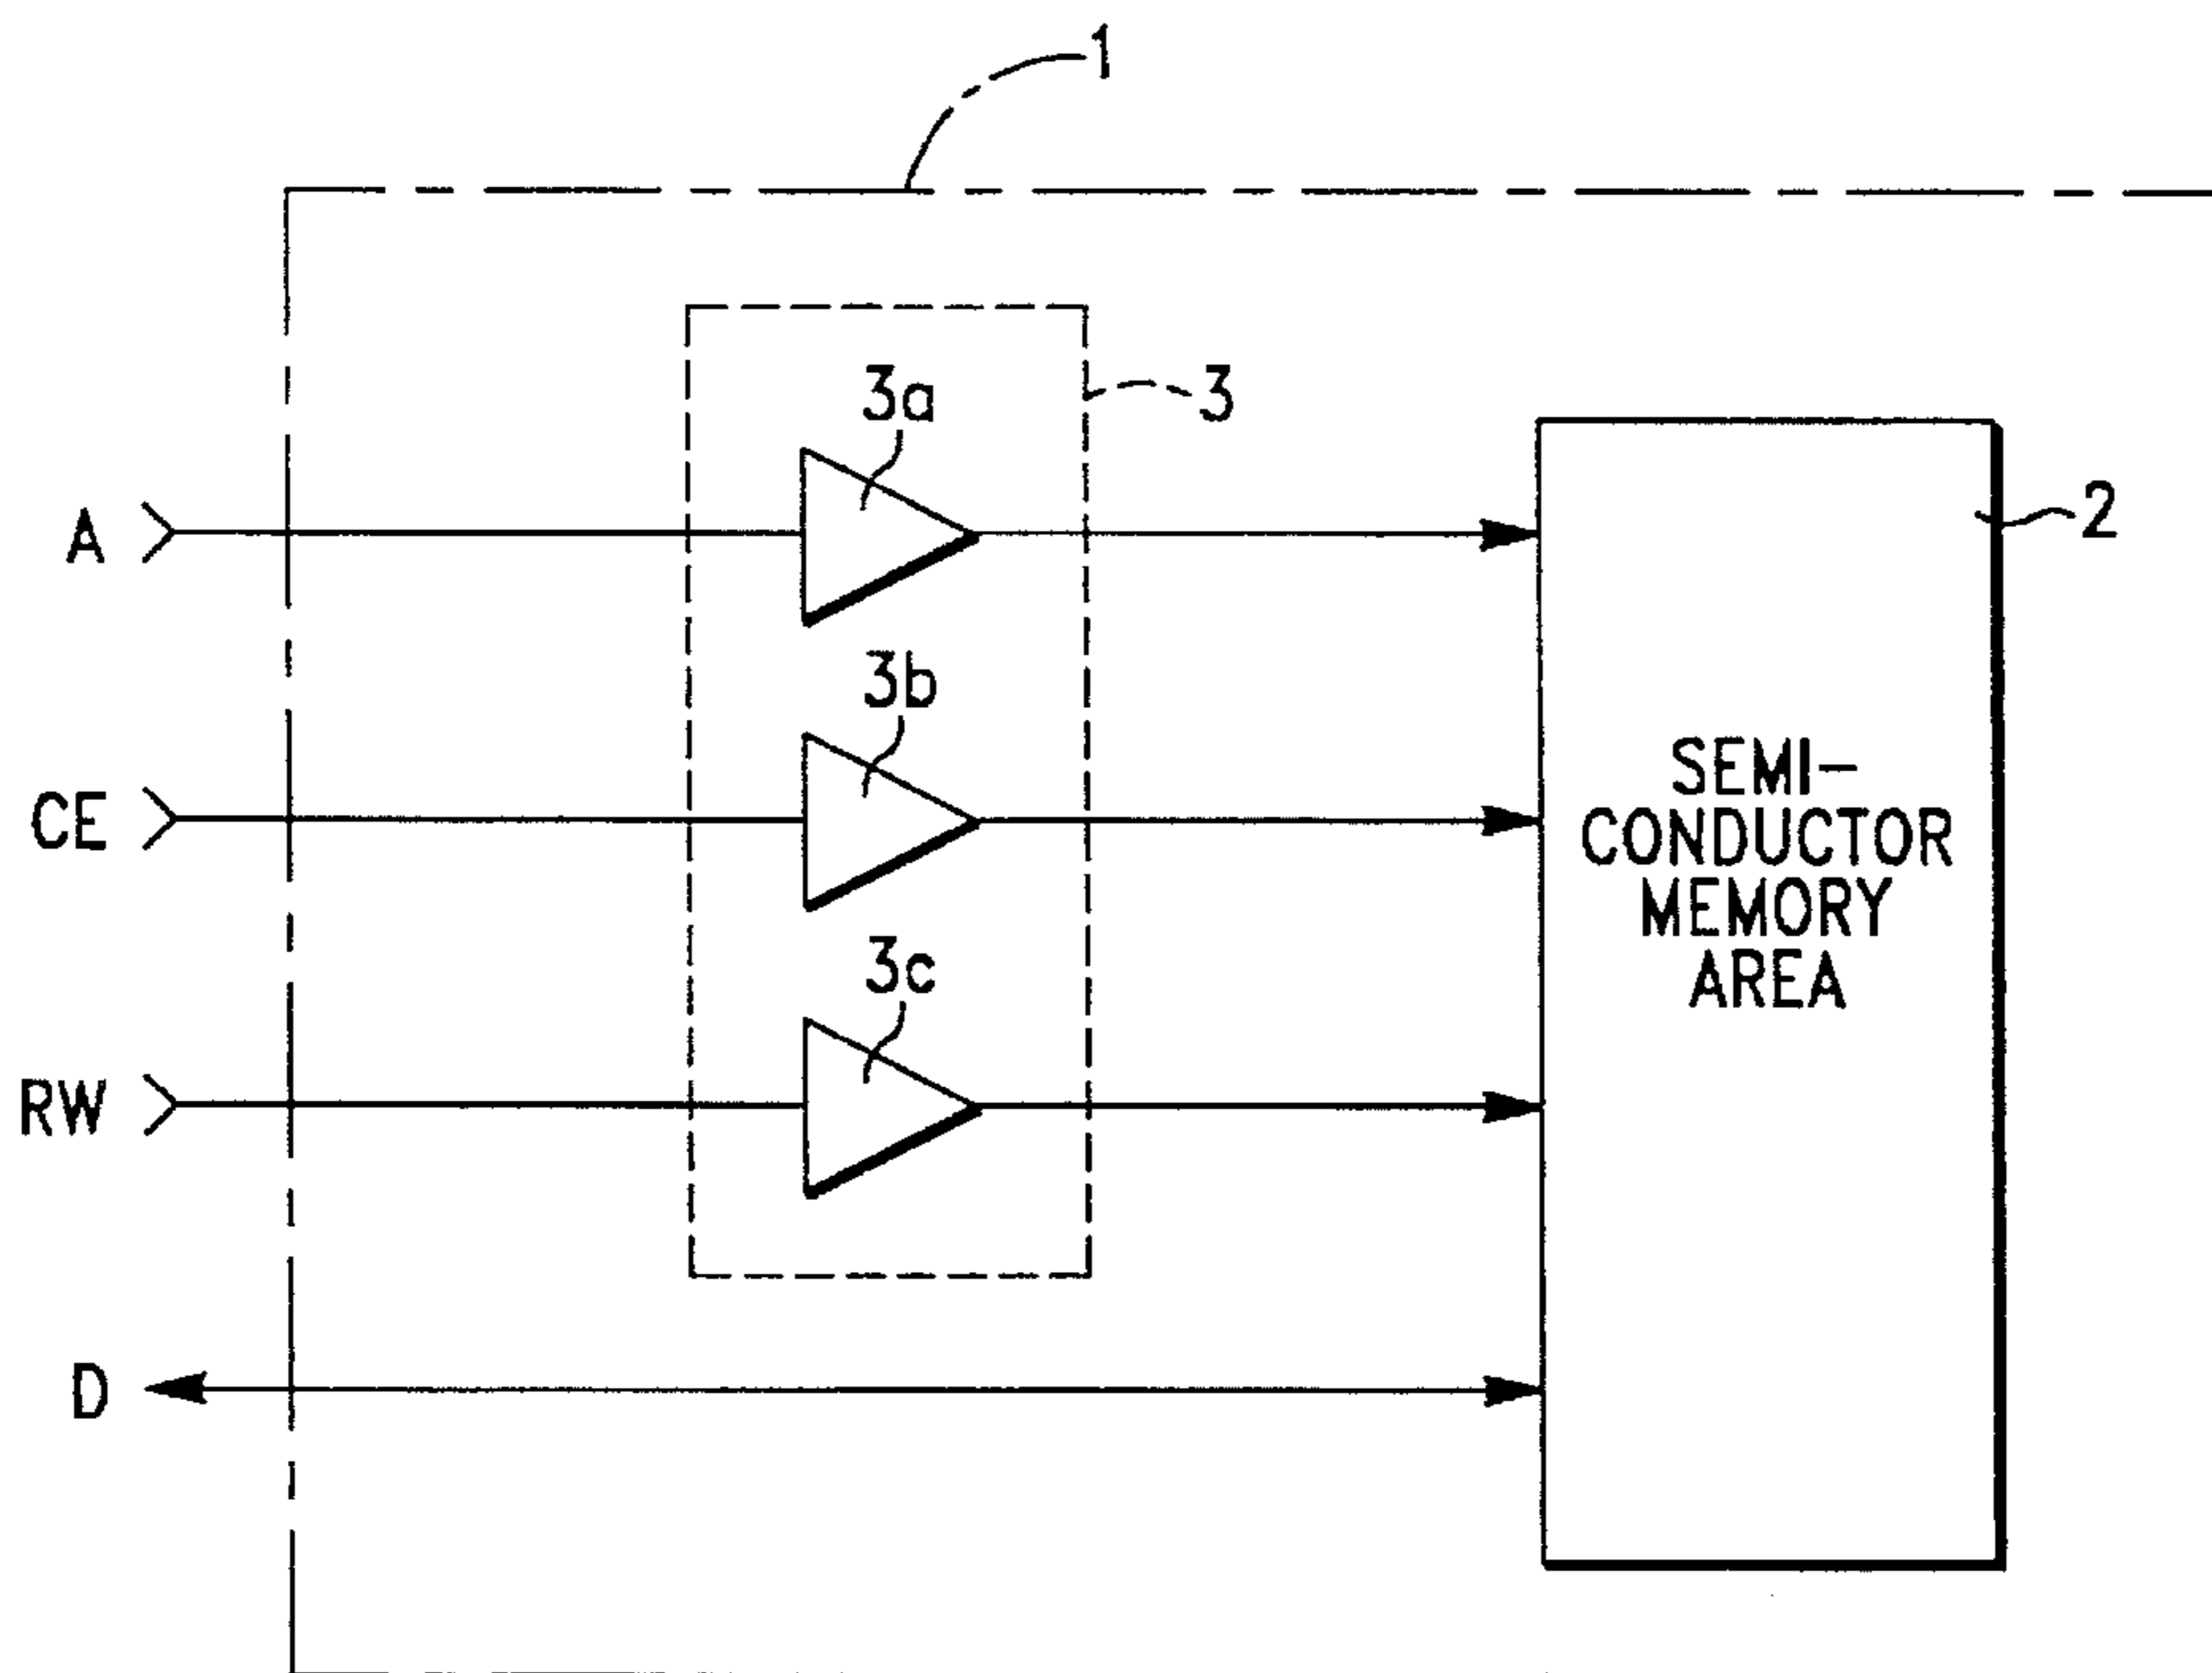 1
3a
3
A
2
3b
SEMI-
CONDUCTOR
MEMORY
AREA
CE
3c
RW
D